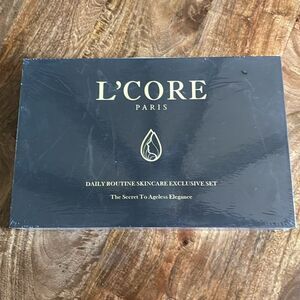 L'CORE
PARIS
DAILY ROUTINE SKINCARE EXCLUSIVE SET
The Secret To Ageless Elegance